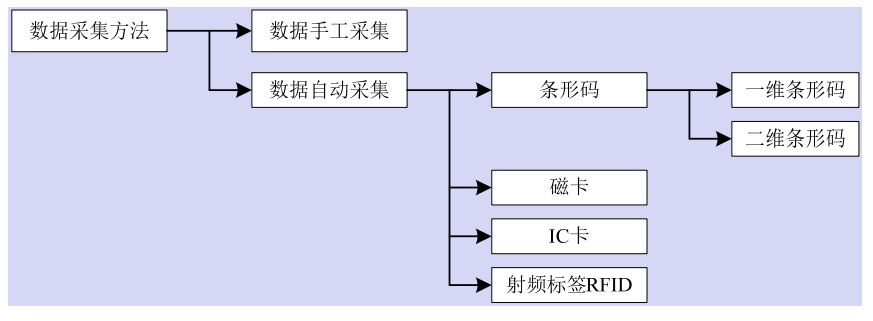 数据采集方法
数据手工采集
数据自动采集
条形码
一维条形码
二维条形码
磁卡
IC卡
射频标签RFID